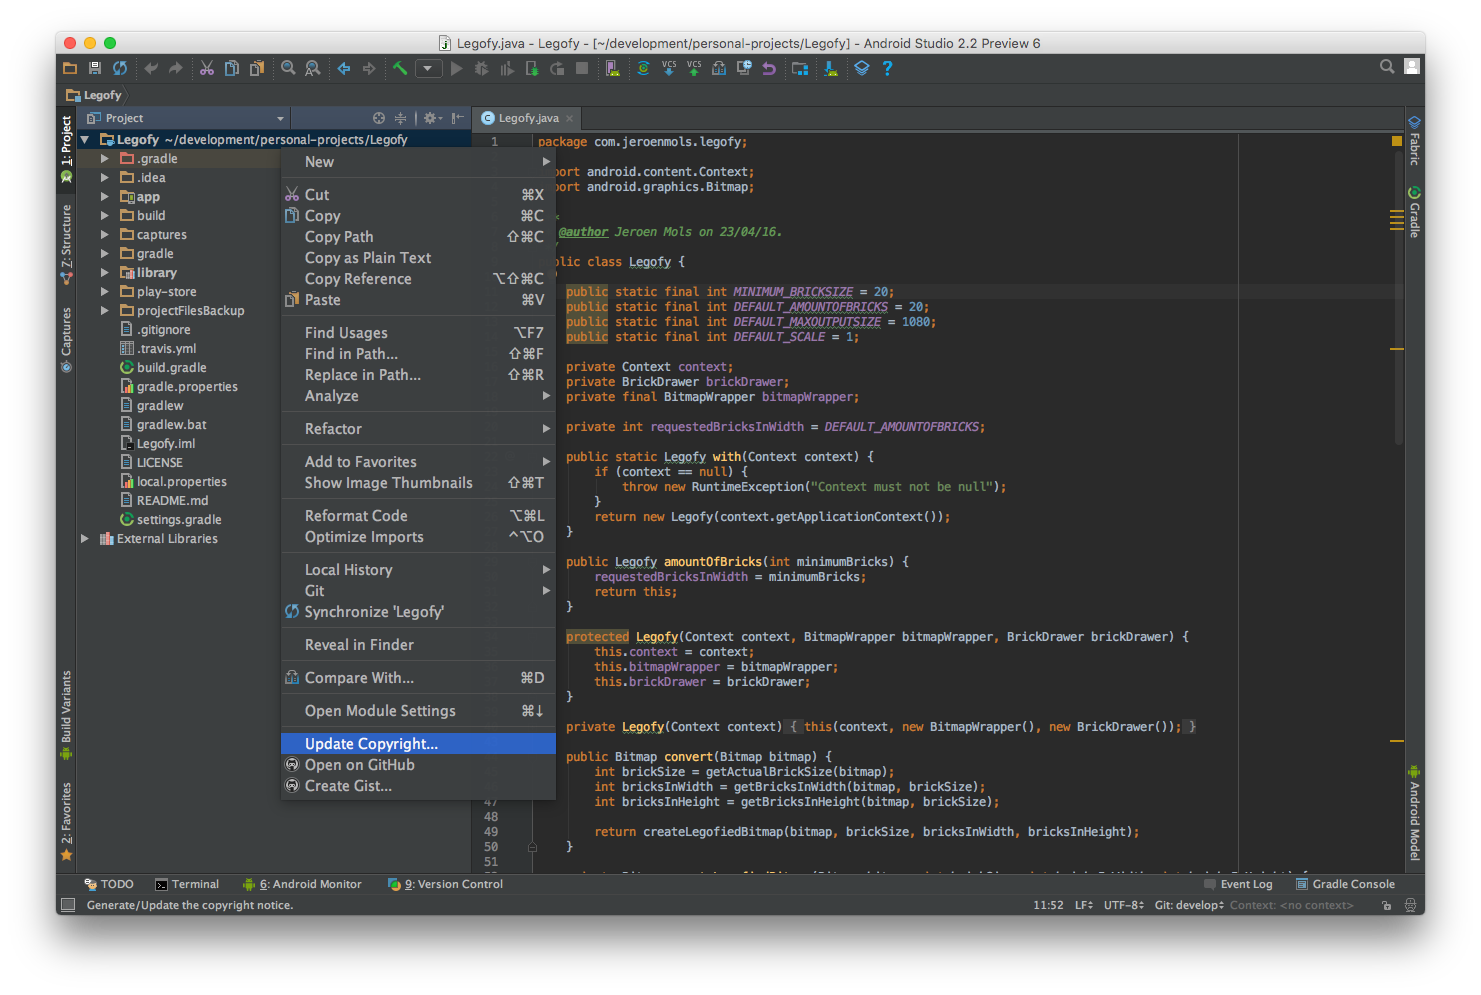 Legofy.java - Legofy - [~/development/personal-projects/Legofy] - Android Studio 2.2 Preview 6
VCS VCS ?
Legofy
Project
Legofy.java
1: Project
7: Structure
Captures
Build Variants
2: Favorites
Legofy ~/development/personal-projects/Legofy
.gradle
.idea
app
build
captures
gradle
library
play-store
projectFilesBackup
.gitignore
.travis.yml
build.gradle
gradle.properties
gradlew
gradlew.bat
Legofy.iml
LICENSE
local.properties
README.md
settings.gradle
External Libraries
New
Cut ⌘X
Copy ⌘C
Copy Path ⇧⌘C
Copy as Plain Text
Copy Reference ⌥⇧⌘C
Paste ⌘V
Find Usages ⌥F7
Find in Path... ⇧⌘F
Replace in Path... ⇧⌘R
Analyze
Refactor
Add to Favorites
Show Image Thumbnails ⇧⌘T
Reformat Code ⌥⌘L
Optimize Imports ^⌥O
Local History
Git
Synchronize 'Legofy'
Reveal in Finder
Compare With... ⌘D
Open Module Settings ⌘↓
Update Copyright...
Open on GitHub
Create Gist...
1 package com.jeroenmols.legofy;
ort android.content.Context;
ort android.graphics.Bitmap;
@author Jeroen Mols on 23/04/16.
blic class Legofy {
public static final int MINIMUM_BRICKSIZE = 20;
public static final int DEFAULT_AMOUNTOFBRICKS = 20;
public static final int DEFAULT_MAXOUTPUTSIZE = 1080;
public static final int DEFAULT_SCALE = 1;
private Context context;
private BrickDrawer brickDrawer;
private final BitmapWrapper bitmapWrapper;
private int requestedBricksInWidth = DEFAULT_AMOUNTOFBRICKS;
public static Legofy with(Context context) {
if (context == null) {
throw new RuntimeException("Context must not be null");
}
return new Legofy(context.getApplicationContext());
}
public Legofy amountOfBricks(int minimumBricks) {
requestedBricksInWidth = minimumBricks;
return this;
}
protected Legofy(Context context, BitmapWrapper bitmapWrapper, BrickDrawer brickDrawer) {
this.context = context;
this.bitmapWrapper = bitmapWrapper;
this.brickDrawer = brickDrawer;
}
private Legofy(Context context) { this(context, new BitmapWrapper(), new BrickDrawer()); }
public Bitmap convert(Bitmap bitmap) {
int brickSize = getActualBrickSize(bitmap);
int bricksInWidth = getBricksInWidth(bitmap, brickSize);
47 int bricksInHeight = getBricksInHeight(bitmap, brickSize);
48
49 return createLegofiedBitmap(bitmap, brickSize, bricksInWidth, bricksInHeight);
50 }
51
Fabric
Gradle
Android Model
TODO Terminal 6: Android Monitor 9: Version Control Event Log Gradle Console
Generate/Update the copyright notice. 11:52 LF UTF-8 Git: develop Context: <no context>